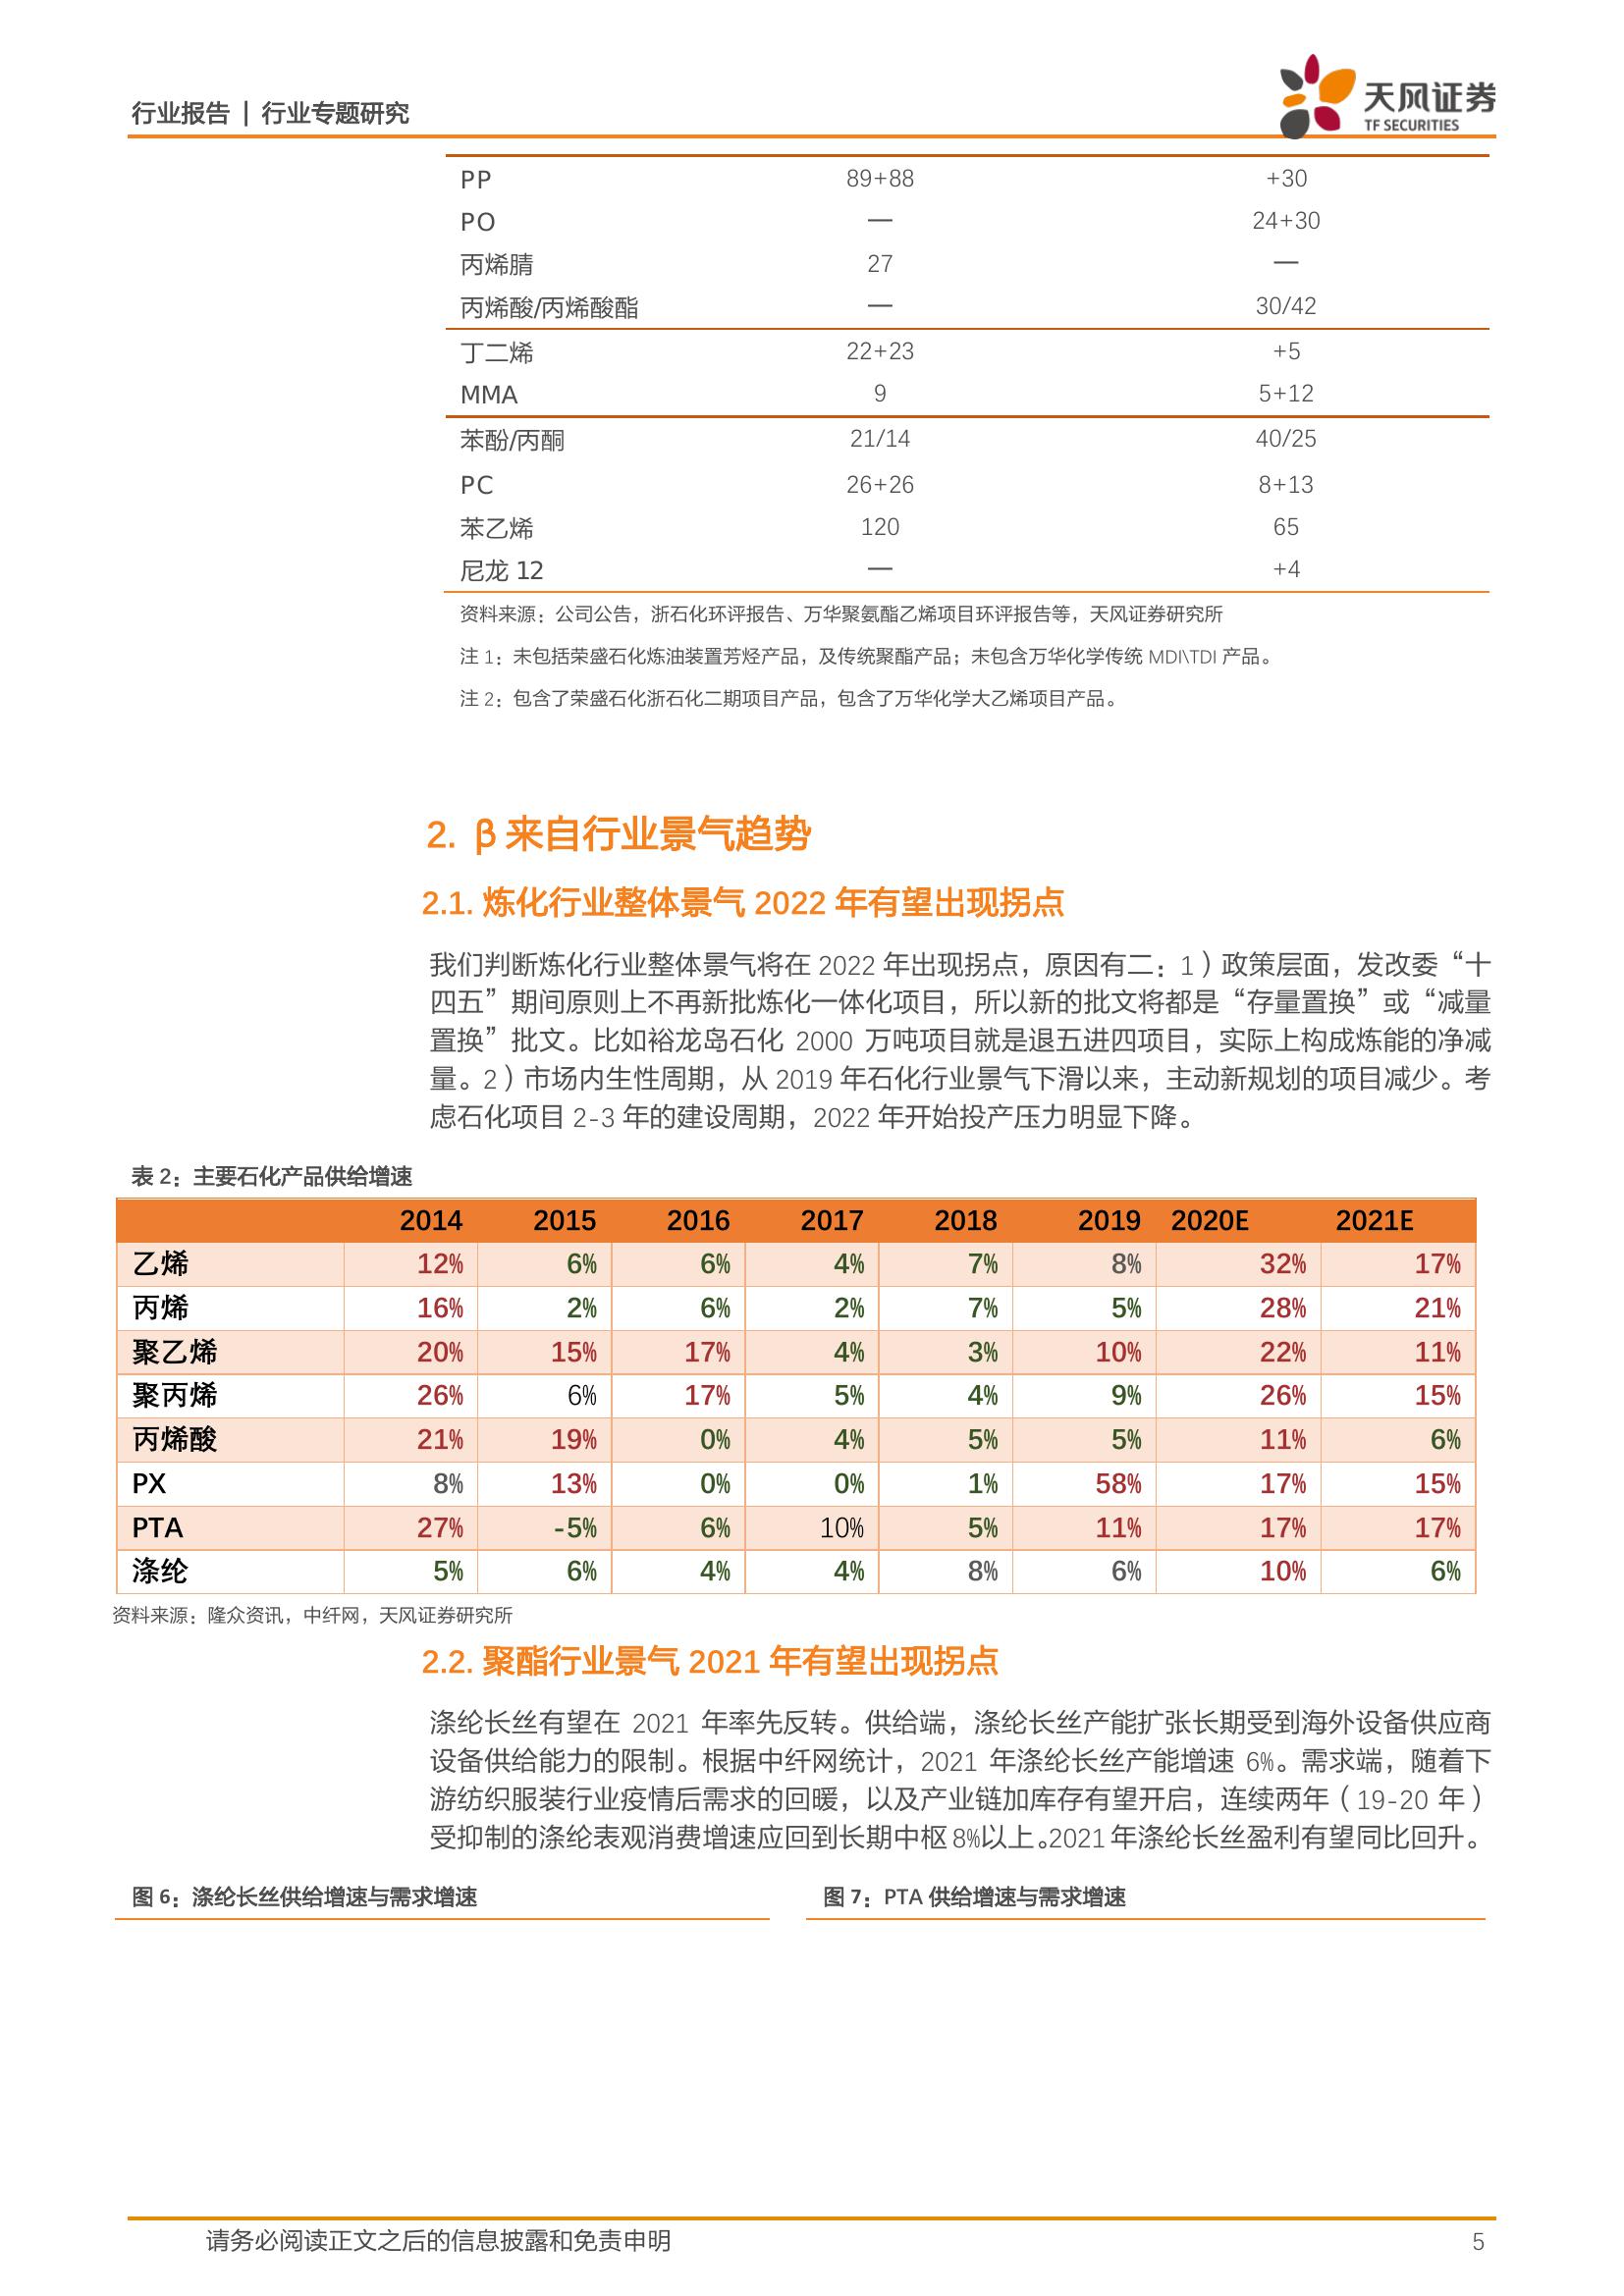 行业报告 | 行业专题研究
天风证券
TF SECURITIES
PP 89+88 +30
PO — 24+30
丙烯腈 27 —
丙烯酸/丙烯酸酯 — 30/42
丁二烯 22+23 +5
MMA 9 5+12
苯酚/丙酮 21/14 40/25
PC 26+26 8+13
苯乙烯 120 65
尼龙 12 — +4
资料来源：公司公告，浙石化环评报告、万华聚氨酯乙烯项目环评报告等，天风证券研究所
注 1：未包括荣盛石化炼油装置芳烃产品，及传统聚酯产品；未包含万华化学传统 MDI\TDI 产品。
注 2：包含了荣盛石化浙石化二期项目产品，包含了万华化学大乙烯项目产品。
2. β 来自行业景气趋势
2.1. 炼化行业整体景气 2022 年有望出现拐点
我们判断炼化行业整体景气将在 2022 年出现拐点，原因有二：1）政策层面，发改委“十
四五”期间原则上不再新批炼化一体化项目，所以新的批文将都是“存量置换”或“减量
置换”批文。比如裕龙岛石化 2000 万吨项目就是退五进四项目，实际上构成炼能的净减
量。2）市场内生性周期，从 2019 年石化行业景气下滑以来，主动新规划的项目减少。考
虑石化项目 2-3 年的建设周期，2022 年开始投产压力明显下降。
表 2：主要石化产品供给增速
2014 2015 2016 2017 2018 2019 2020E 2021E
乙烯 12% 6% 6% 4% 7% 8% 32% 17%
丙烯 16% 2% 6% 2% 7% 5% 28% 21%
聚乙烯 20% 15% 17% 4% 3% 10% 22% 11%
聚丙烯 26% 6% 17% 5% 4% 9% 26% 15%
丙烯酸 21% 19% 0% 4% 5% 5% 11% 6%
PX 8% 13% 0% 0% 1% 58% 17% 15%
PTA 27% -5% 6% 10% 5% 11% 17% 17%
涤纶 5% 6% 4% 4% 8% 6% 10% 6%
资料来源：隆众资讯，中纤网，天风证券研究所
2.2. 聚酯行业景气 2021 年有望出现拐点
涤纶长丝有望在 2021 年率先反转。供给端，涤纶长丝产能扩张长期受到海外设备供应商
设备供给能力的限制。根据中纤网统计，2021 年涤纶长丝产能增速 6%。需求端，随着下
游纺织服装行业疫情后需求的回暖，以及产业链加库存有望开启，连续两年（19-20 年）
受抑制的涤纶表观消费增速应回到长期中枢 8%以上。2021 年涤纶长丝盈利有望同比回升。
图 6：涤纶长丝供给增速与需求增速
图 7：PTA 供给增速与需求增速
请务必阅读正文之后的信息披露和免责申明 5